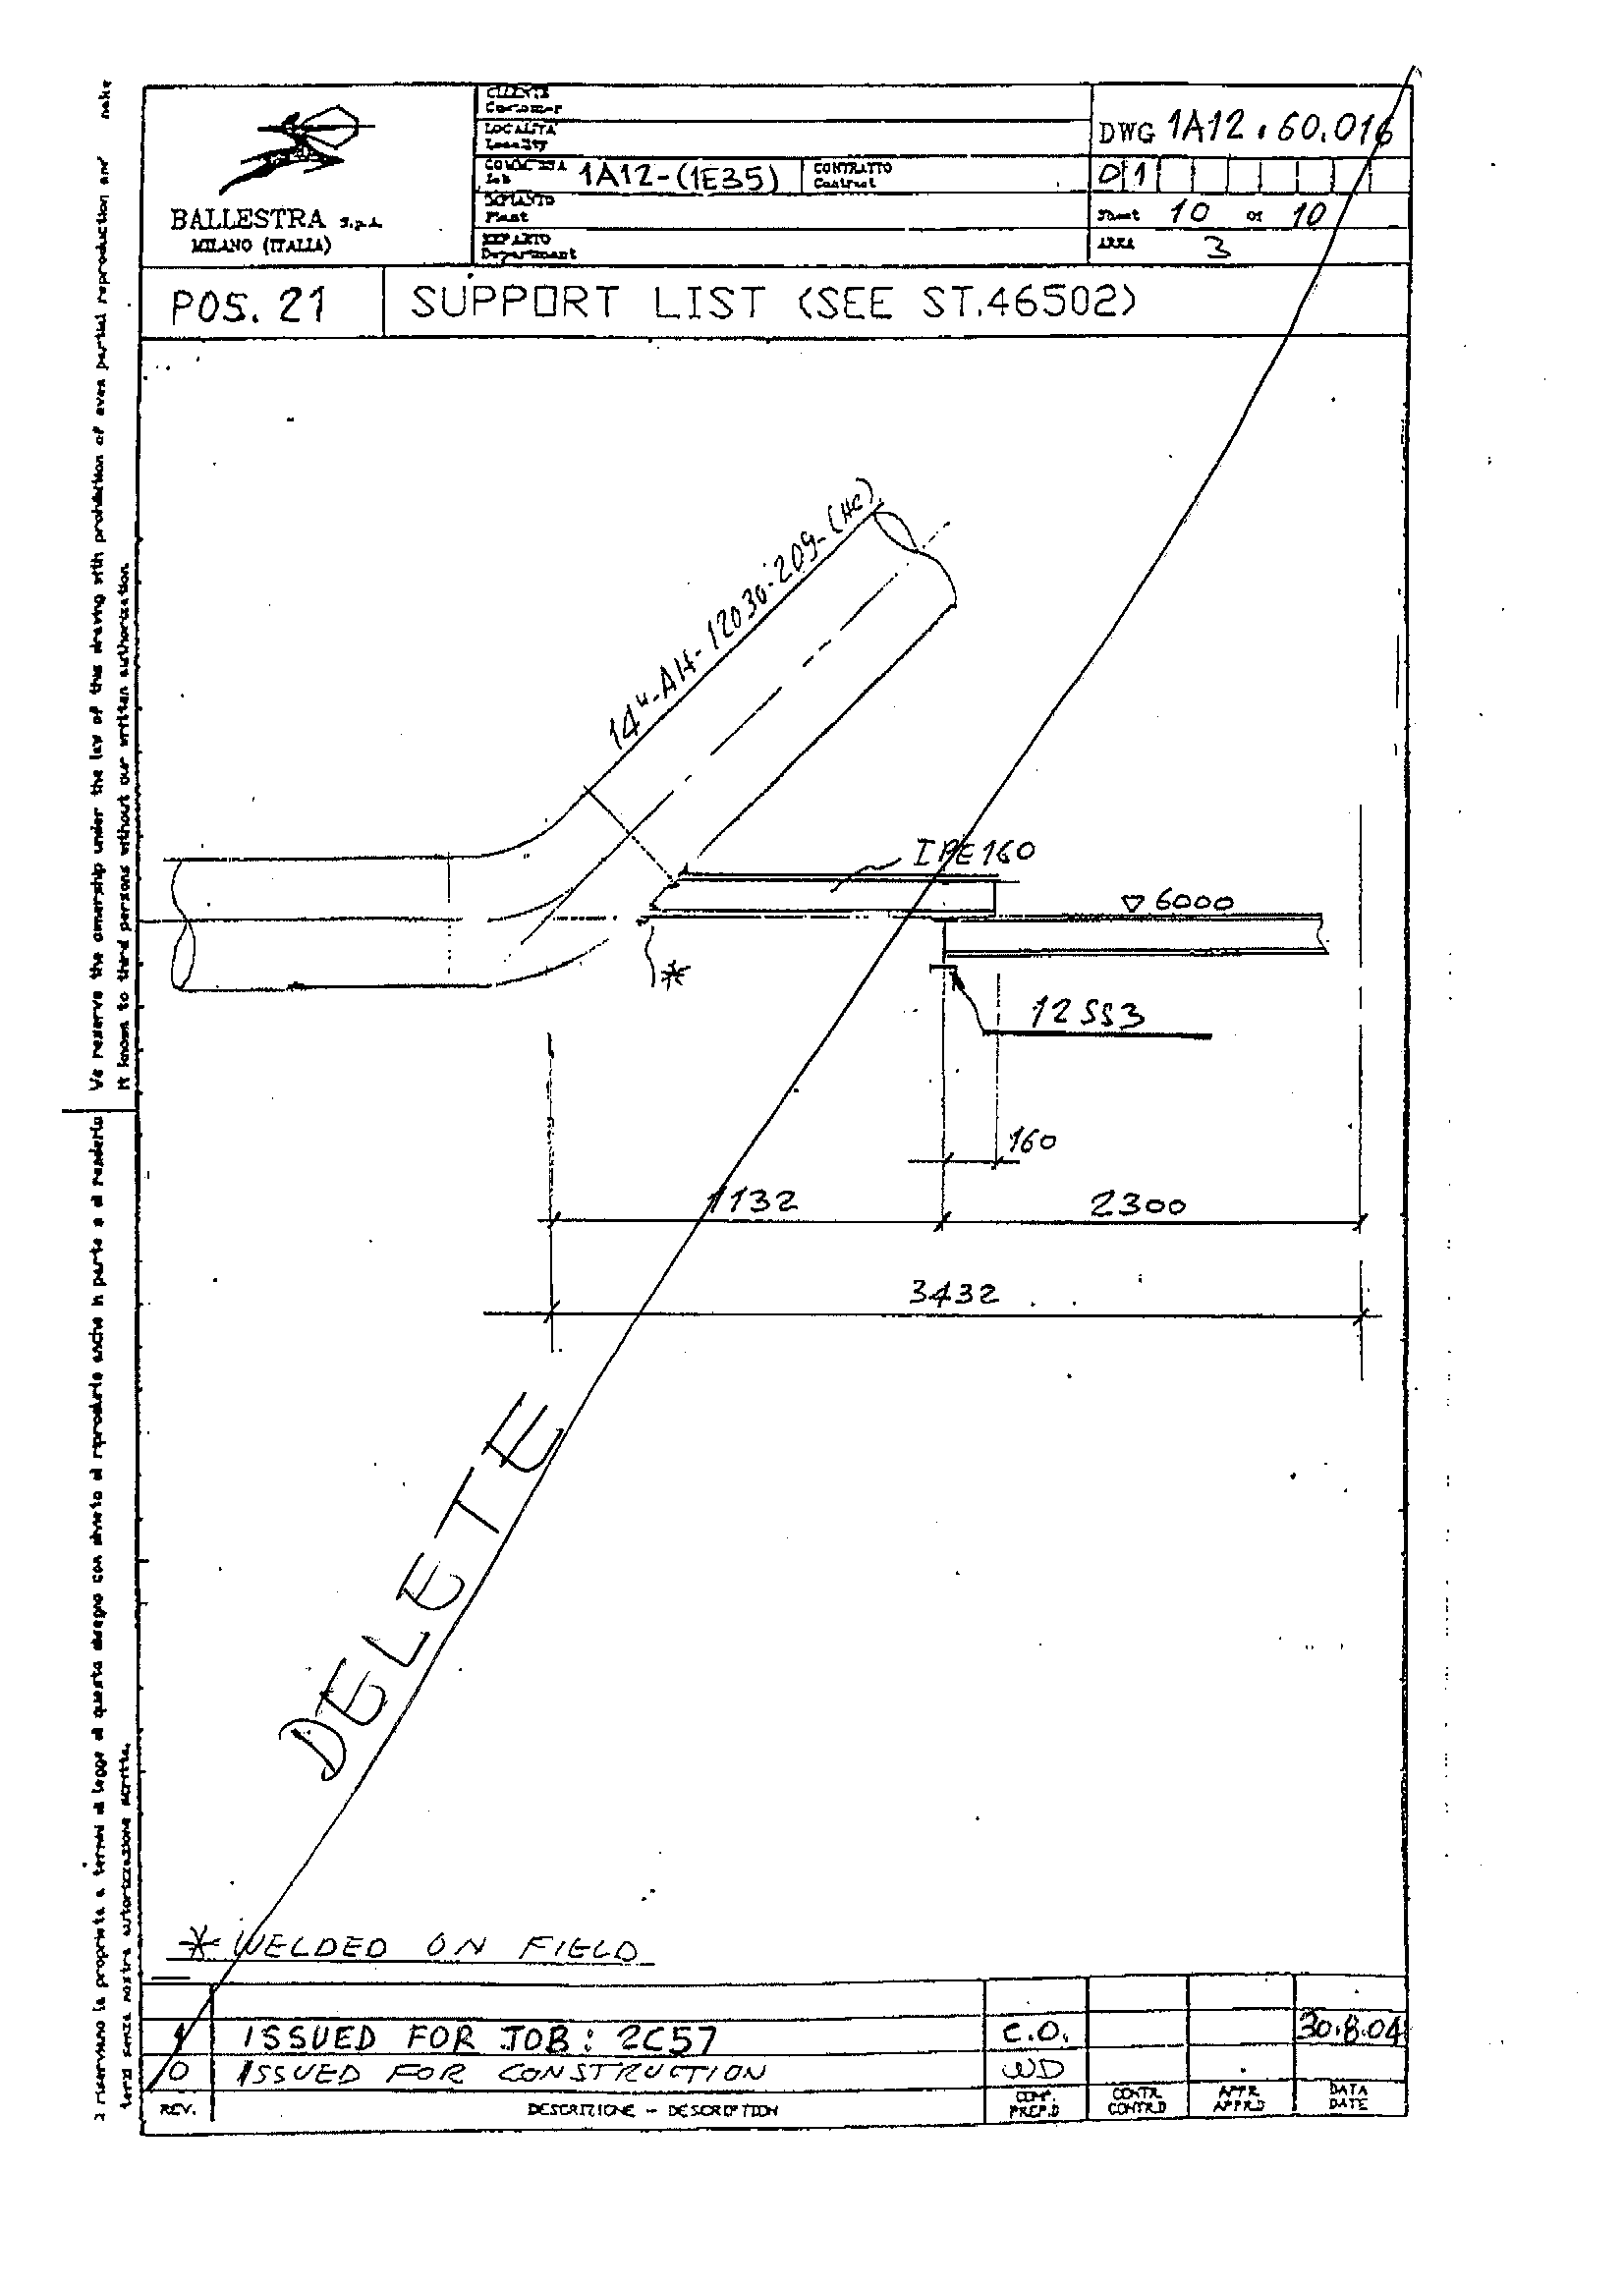 CLIENTE
Customer
LOCALITA'
Locality
COMMESSA
Job
1A12-(1E35)
CONTRATTO
Contract
IMPIANTO
Plant
REPARTO
Department
DWG 1A12.60.016
0 1
Sheet 10 of 10
AREA 3
BALLESTRA S.p.A.
MILANO (ITALIA)
POS. 21
SUPPORT LIST (SEE ST.46502)
14"-AH-12030-209-(HC)
IPE160
▽ 6000
*
12SS3
160
1132
2300
3432
DELETE
* WELDED ON FIELD
1 ISSUED FOR JOB: 2C57 C.O. 30.8.04
0 ISSUED FOR CONSTRUCTION WD
REV.
DESCRIZIONE - DESCRIPTION
COMP.
PREP.D
CONTR.
CONTR.D
APPR.
APPR.D
DATA
DATE
We reserve the ownership under the law of this drawing with prohibition of even partial reproduction and make
it known to third persons without our written authorization.
riserviamo la proprieta a termini di legge di questo disegno con divieto di riprodurlo anche in parte o di renderlo
terzi senza nostra autorizzazione scritta.